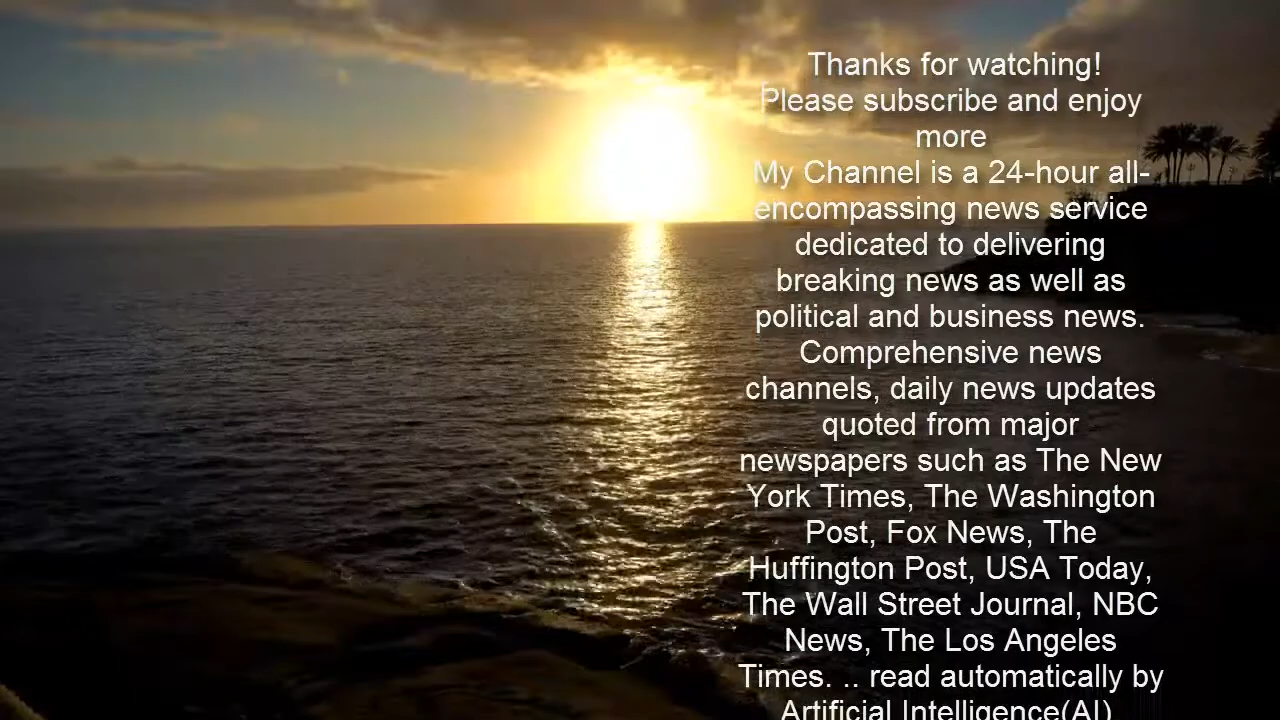 Thanks for watching!
Please subscribe and enjoy
more
My Channel is a 24-hour all-
encompassing news service
dedicated to delivering
breaking news as well as
political and business news.
Comprehensive news
channels, daily news updates
quoted from major
newspapers such as The New
York Times, The Washington
Post, Fox News, The
Huffington Post, USA Today,
The Wall Street Journal, NBC
News, The Los Angeles
Times. .. read automatically by
Artificial Intelligence(AI)